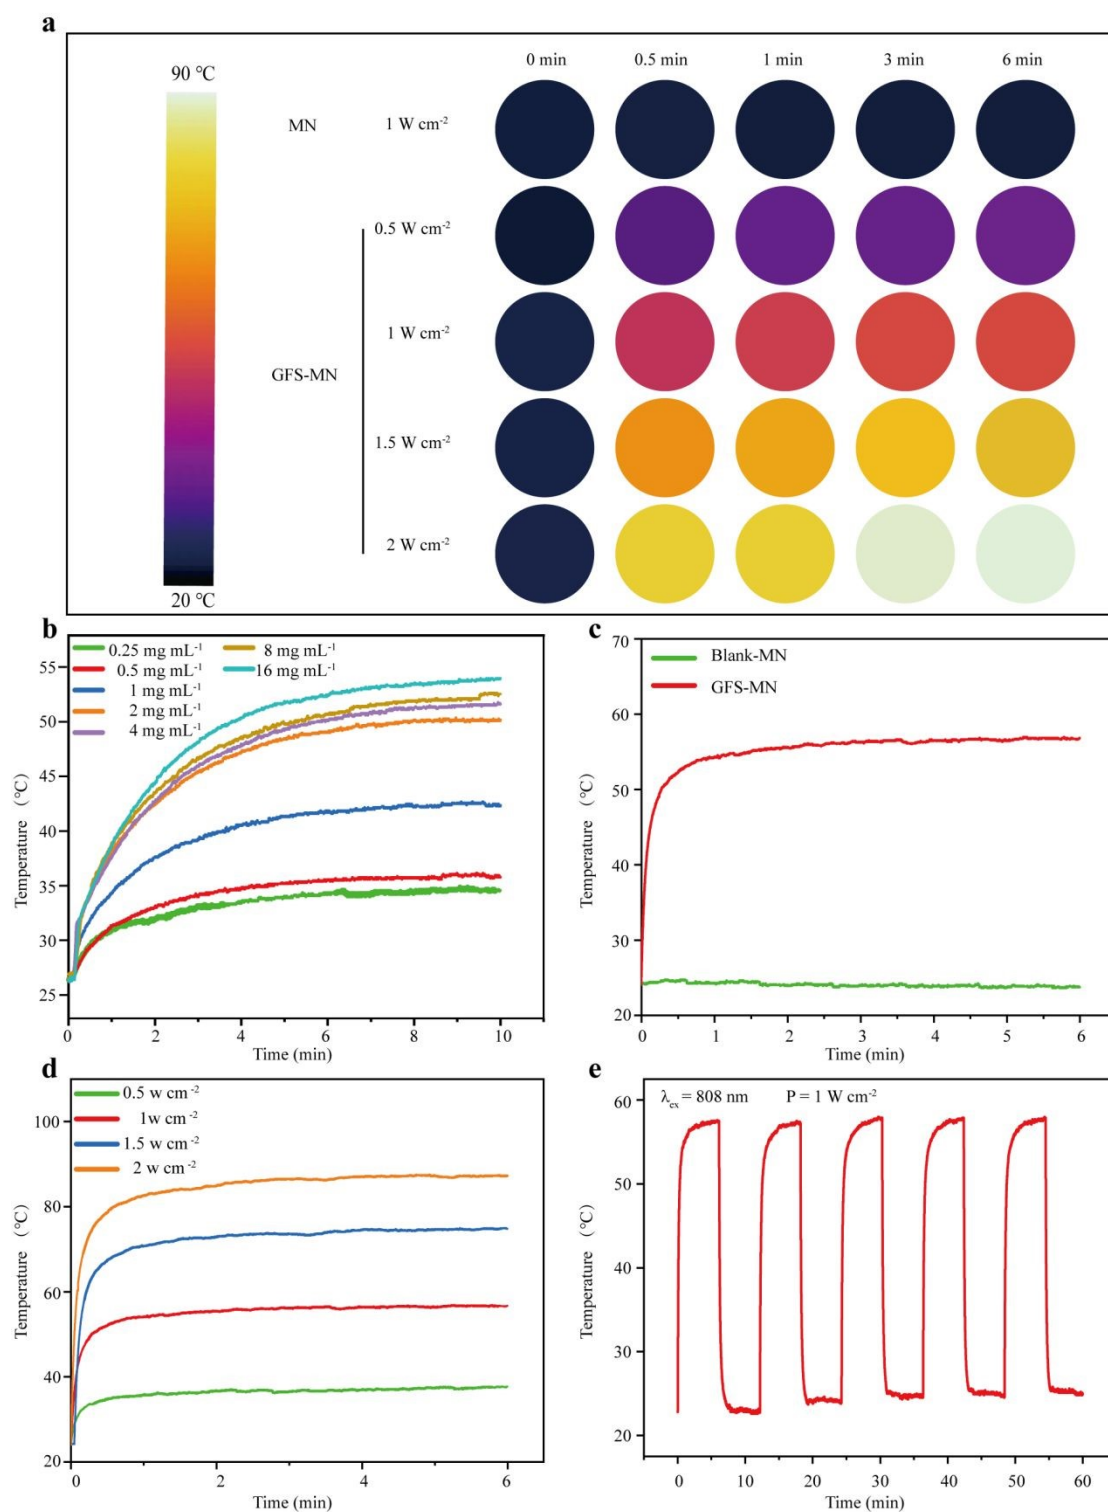 a
90 ℃
20 ℃
0 min 0.5 min 1 min 3 min 6 min
MN 1 W cm⁻²
0.5 W cm⁻²
1 W cm⁻²
GFS-MN
1.5 W cm⁻²
2 W cm⁻²
b
0.25 mg mL⁻¹ 8 mg mL⁻¹
0.5 mg mL⁻¹ 16 mg mL⁻¹
1 mg mL⁻¹
2 mg mL⁻¹
4 mg mL⁻¹
Temperature (℃)
55
50
45
40
35
30
25
0 2 4 6 8 10
Time (min)
c
Blank-MN
GFS-MN
Temperature (℃)
70
60
50
40
30
20
0 1 2 3 4 5 6
Time (min)
d
0.5 w cm⁻²
1w cm⁻²
1.5 w cm⁻²
2 w cm⁻²
Temperature (℃)
100
80
60
40
20
0 2 4 6
Time (min)
e
λex = 808 nm P = 1 W cm⁻²
Temperature (℃)
60
50
40
30
20
0 10 20 30 40 50 60
Time (min)